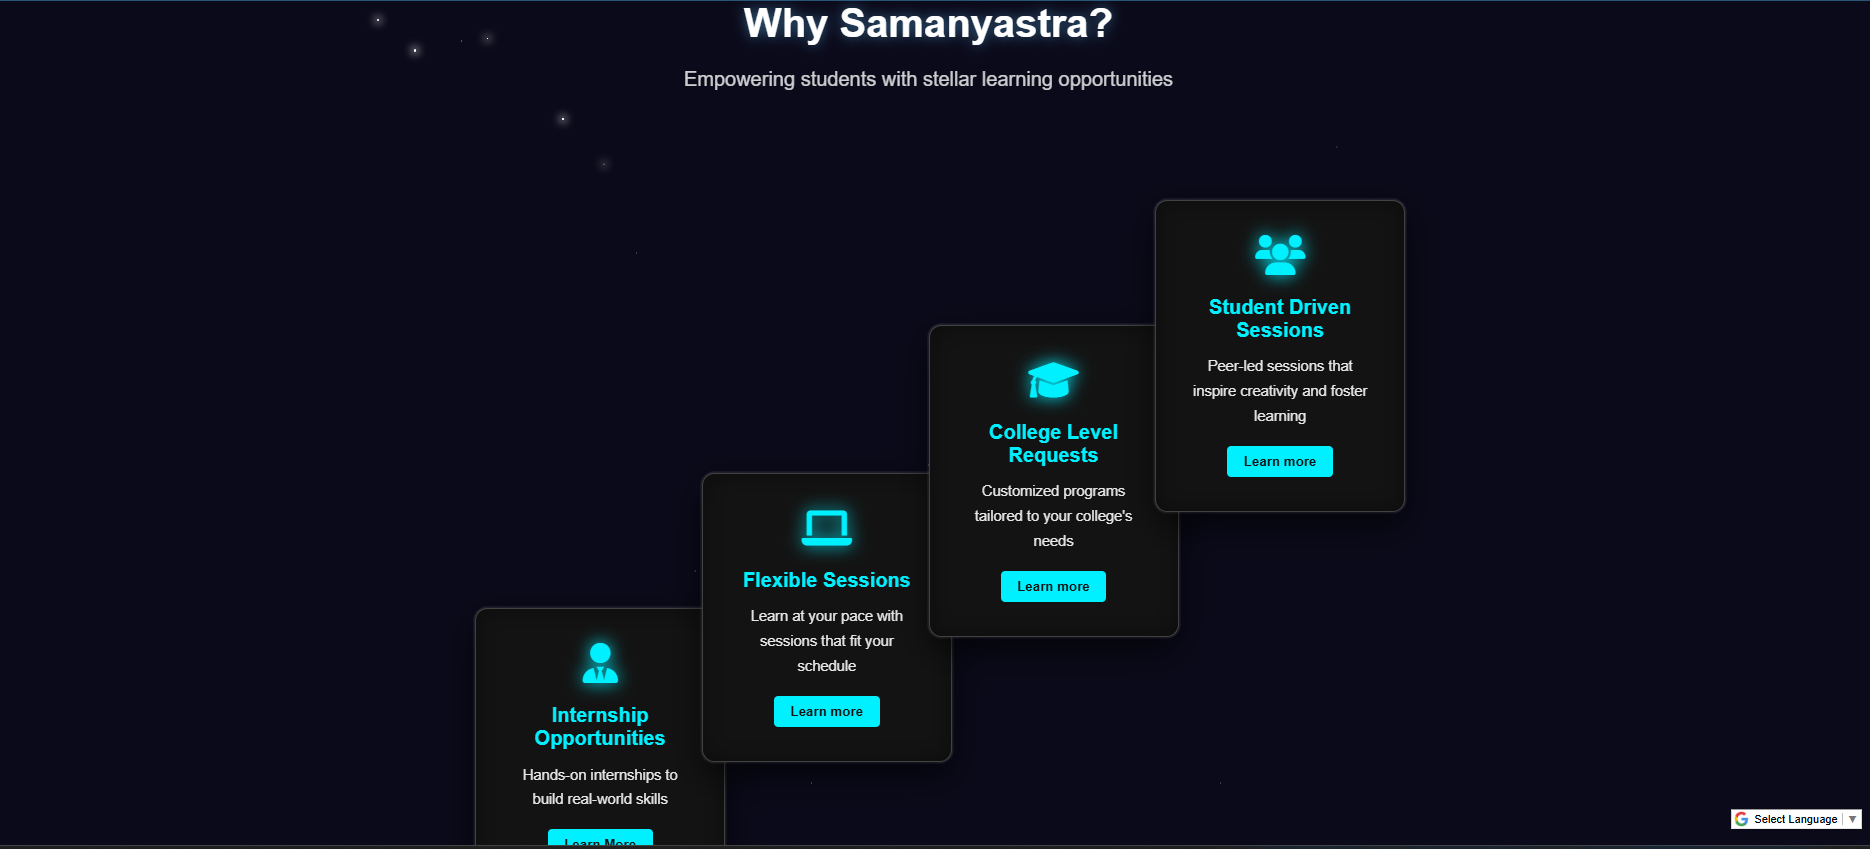 Why Samanyastra?
Empowering students with stellar learning opportunities
Student Driven
Sessions
Peer-led sessions that
inspire creativity and foster
learning
Learn more
College Level
Requests
Customized programs
tailored to your college's
needs
Learn more
Flexible Sessions
Learn at your pace with
sessions that fit your
schedule
Learn more
Internship
Opportunities
Hands-on internships to
build real-world skills
Learn More
Select Language ▼